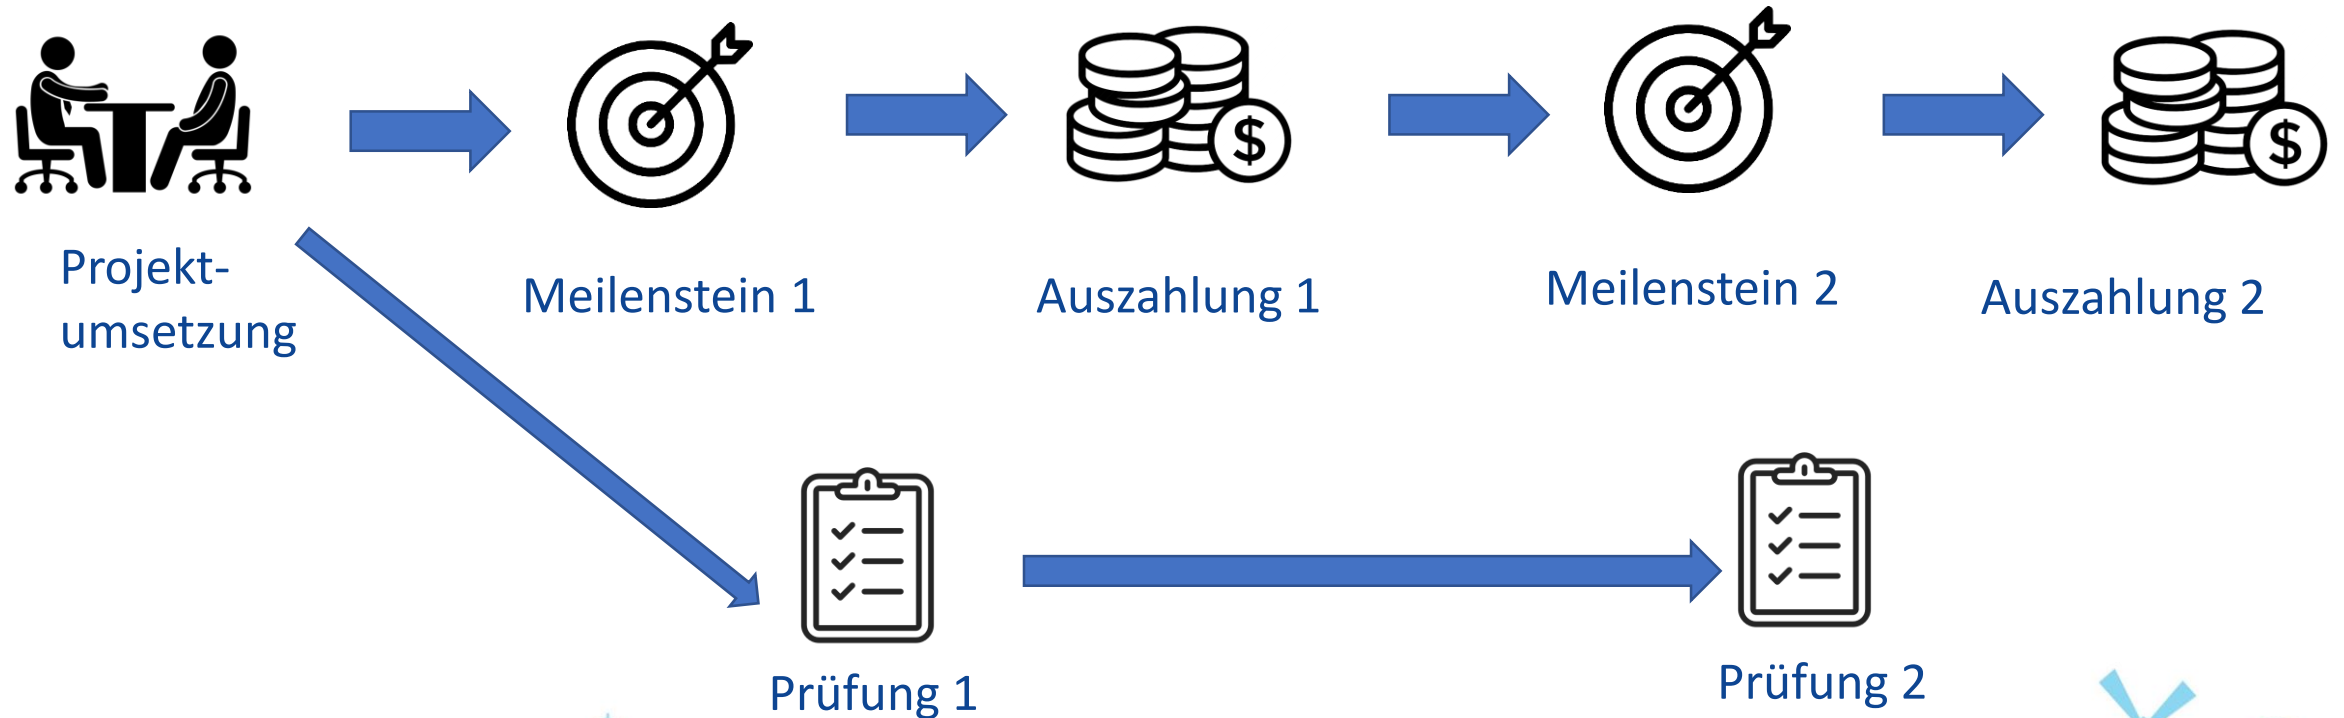 Projekt-
umsetzung
Meilenstein 1
Auszahlung 1
Meilenstein 2
Auszahlung 2
$
$
Prüfung 1
Prüfung 2